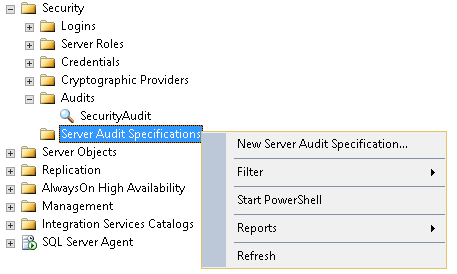 Security
Logins
Server Roles
Credentials
Cryptographic Providers
Audits
SecurityAudit
Server Audit Specifications
Server Objects
Replication
AlwaysOn High Availability
Management
Integration Services Catalogs
SQL Server Agent
New Server Audit Specification...
Filter
Start PowerShell
Reports
Refresh